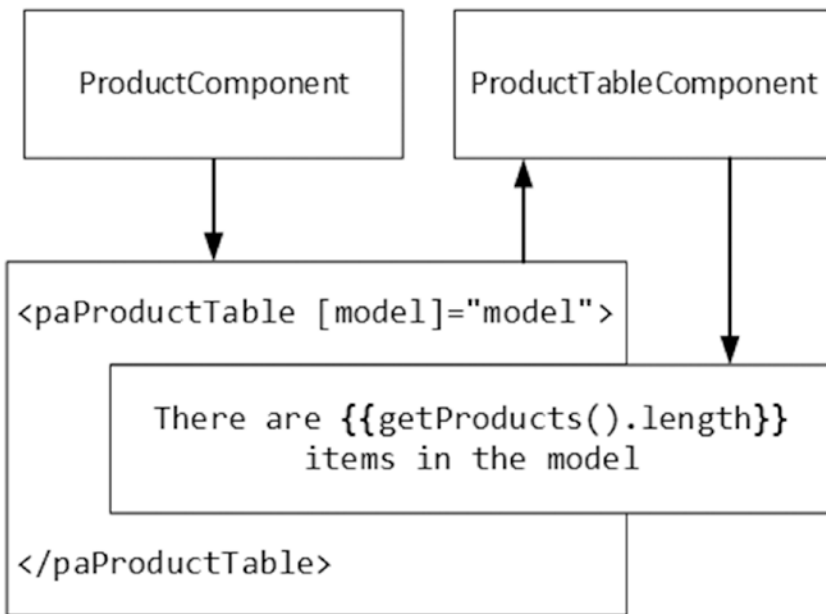 ProductComponent
ProductTableComponent
<paProductTable [model]="model">
There are {{getProducts().length}}
items in the model
</paProductTable>